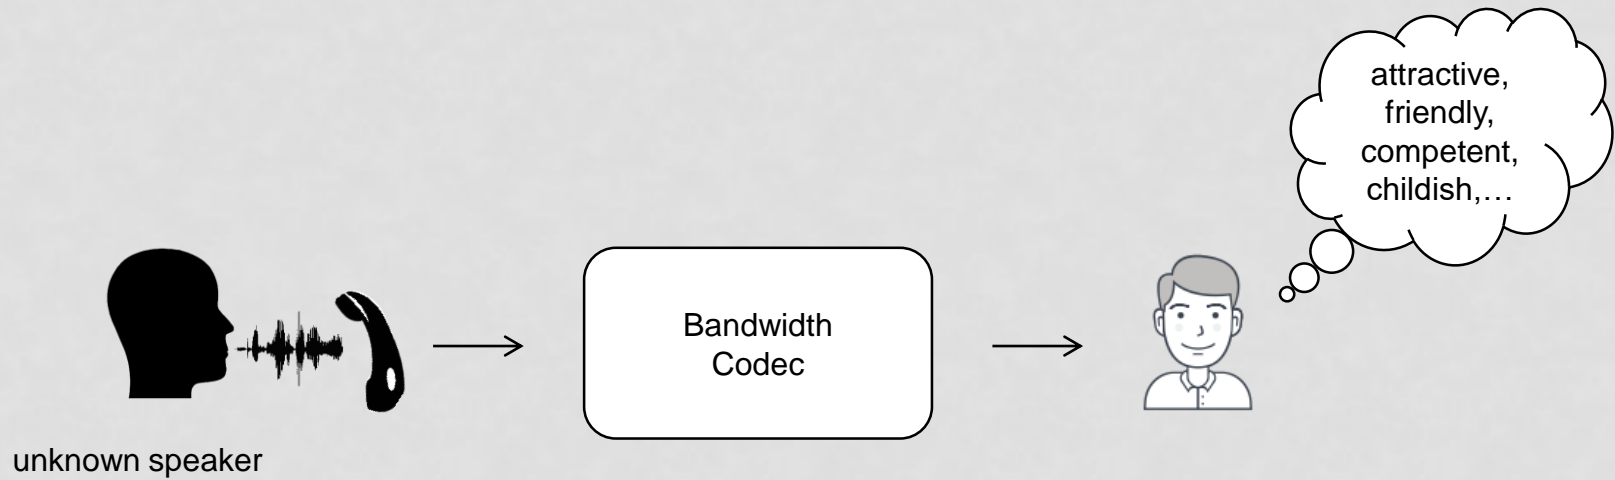 attractive,
friendly,
competent,
childish,…
Bandwidth
Codec
unknown speaker